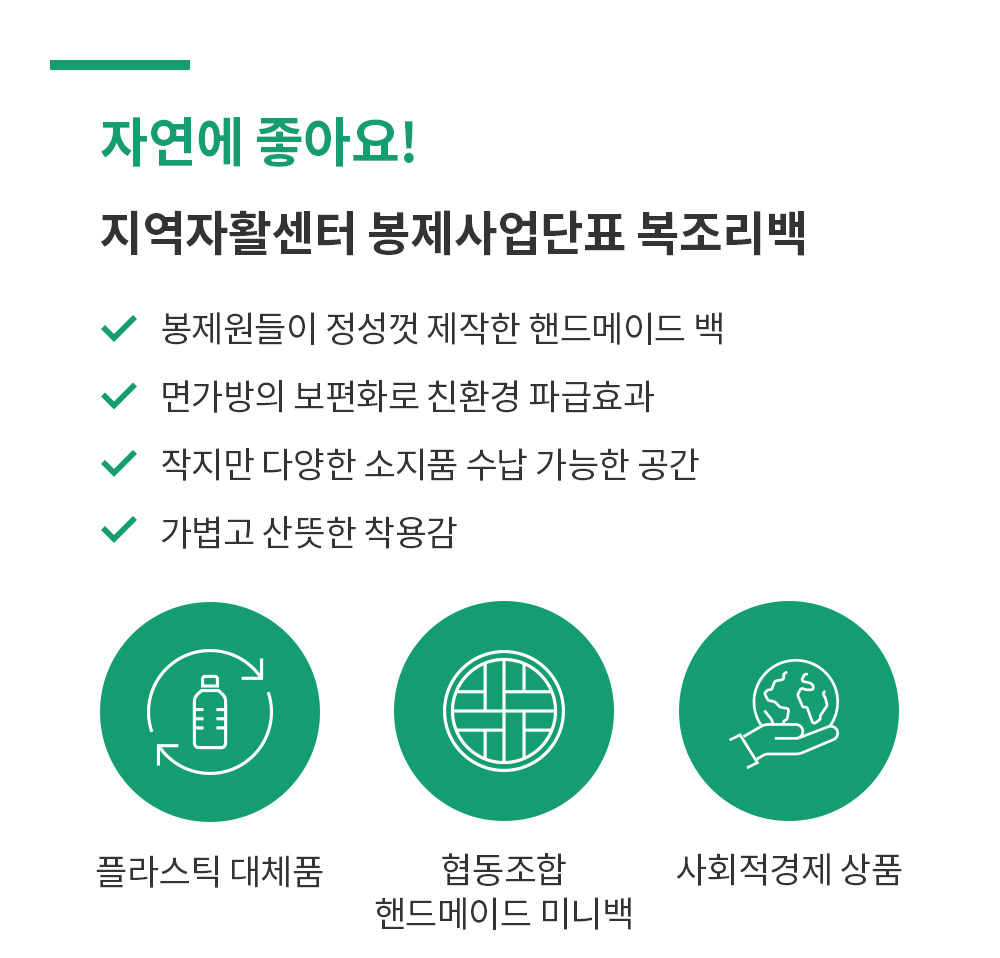 자연에 좋아요!
지역자활센터 봉제사업단표 복조리백
봉제원들이 정성껏 제작한 핸드메이드 백
면가방의 보편화로 친환경 파급효과
작지만 다양한 소지품 수납 가능한 공간
가볍고 산뜻한 착용감
플라스틱 대체품
협동조합
핸드메이드 미니백
사회적경제 상품